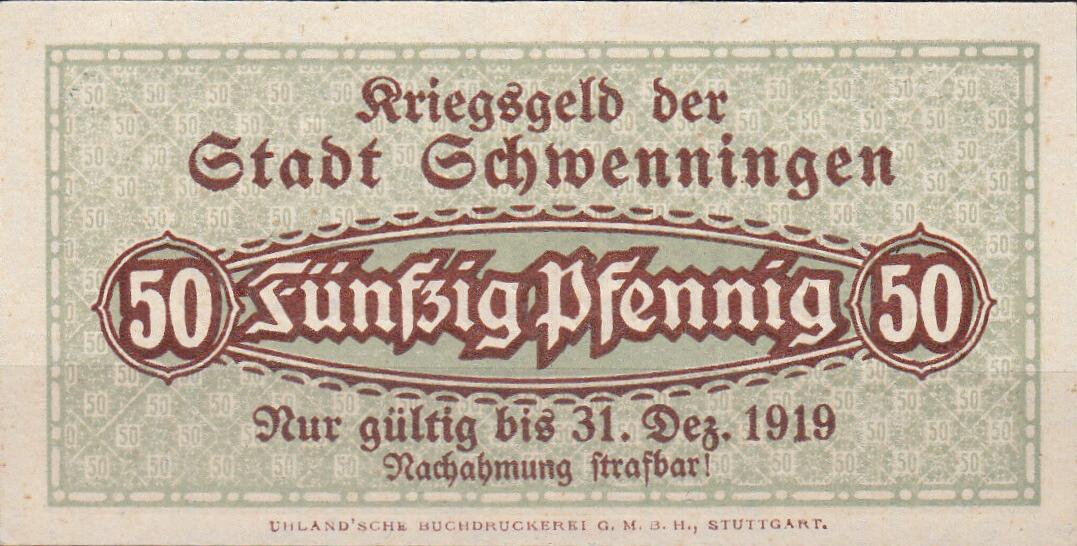 Kriegsgeld der
Stadt Schwenningen
50 Fünfzig Pfennig 50
Nur gültig bis 31. Dez. 1919
Nachahmung strafbar!
UHLAND'SCHE BUCHDRUCKEREI G. M. B. H., STUTTGART.